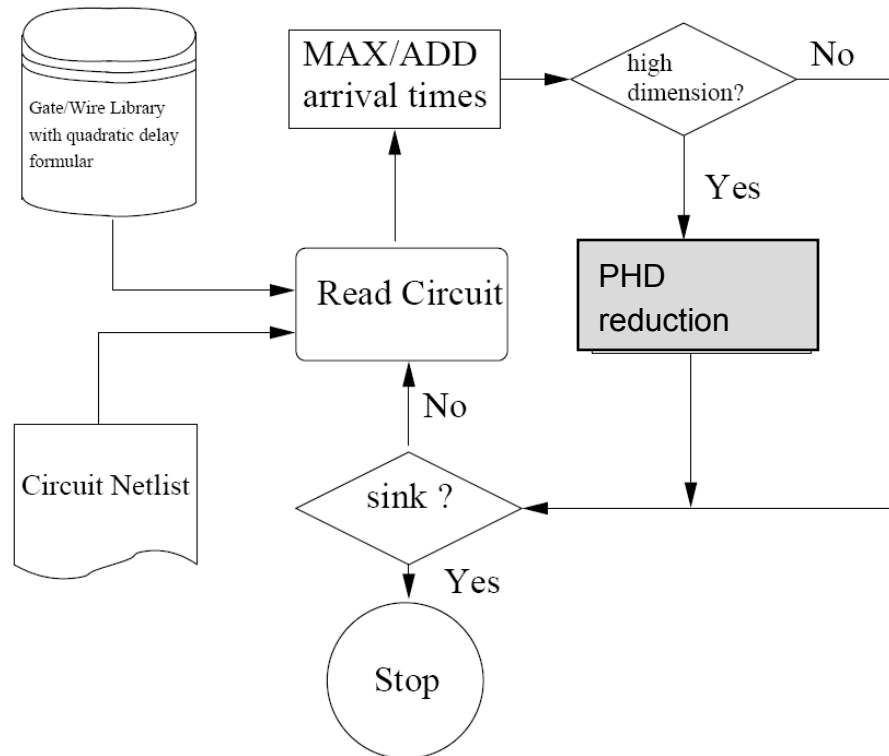 Gate/Wire Library
with quadratic delay
formular
MAX/ADD
arrival times
high
dimension?
No
Yes
PHD
reduction
Read Circuit
No
Circuit Netlist
sink ?
Yes
Stop